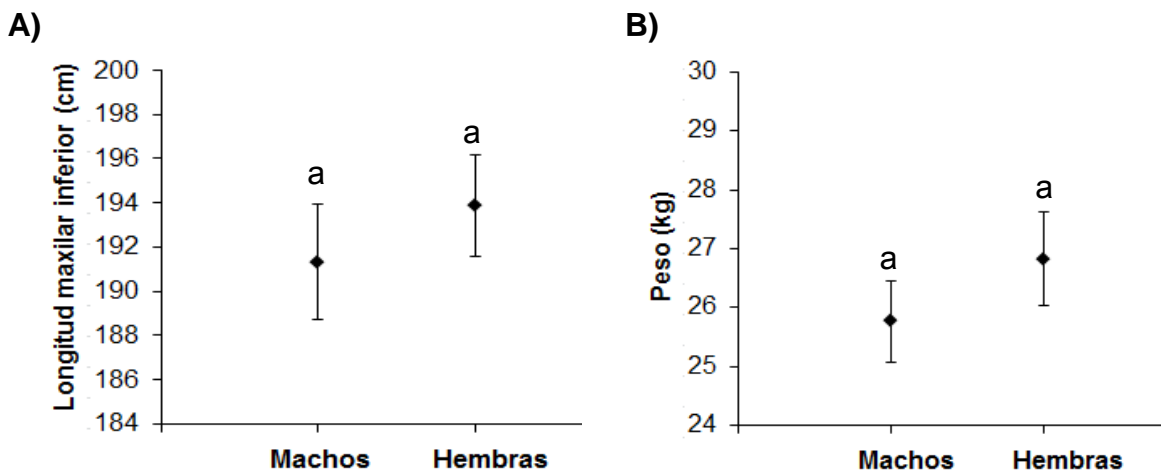 A)
Longitud maxilar inferior (cm)
200
198
196
194
192
190
188
186
184
a
a
Machos
Hembras
B)
Peso (kg)
30
29
28
27
26
25
24
a
a
Machos
Hembras